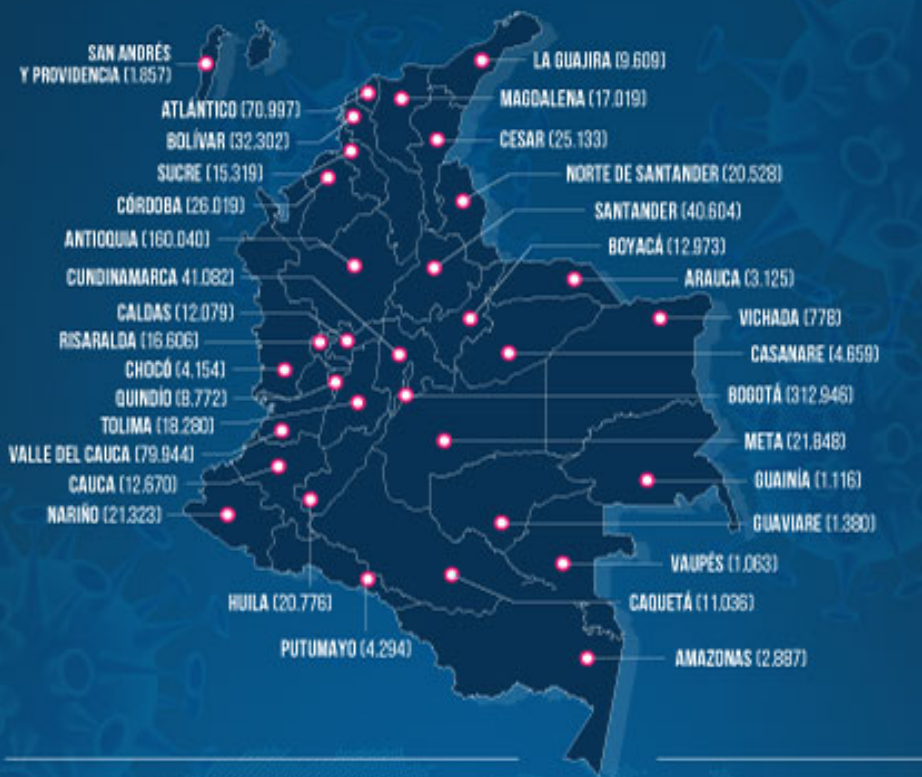 SAN ANDRÉS
Y PROVIDENCIA (1.857)
ATLÁNTICO (70.997)
BOLÍVAR (32.302)
SUCRE (15.319)
CÓRDOBA (26.019)
ANTIOQUIA (160.040)
CUNDINAMARCA 41.082)
CALDAS (12.079)
RISARALDA (16.606)
CHOCÓ (4.154)
QUINDÍO (8.772)
TOLIMA (18.280)
VALLE DEL CAUCA (79.944)
CAUCA (12.670)
NARIÑO (21.323)
HUILA (20.776)
PUTUMAYO (4.294)
LA GUAJIRA (9.609)
MAGDALENA (17.019)
CESAR (25.133)
NORTE DE SANTANDER (20.528)
SANTANDER (40.604)
BOYACÁ (12.973)
ARAUCA (3.125)
VICHADA (778)
CASANARE (4.659)
BOGOTÁ (312.946)
META (21.848)
GUAINÍA (1.116)
GUAVIARE (1.380)
VAUPÉS (1.063)
CAQUETÁ (11.036)
AMAZONAS (2.887)